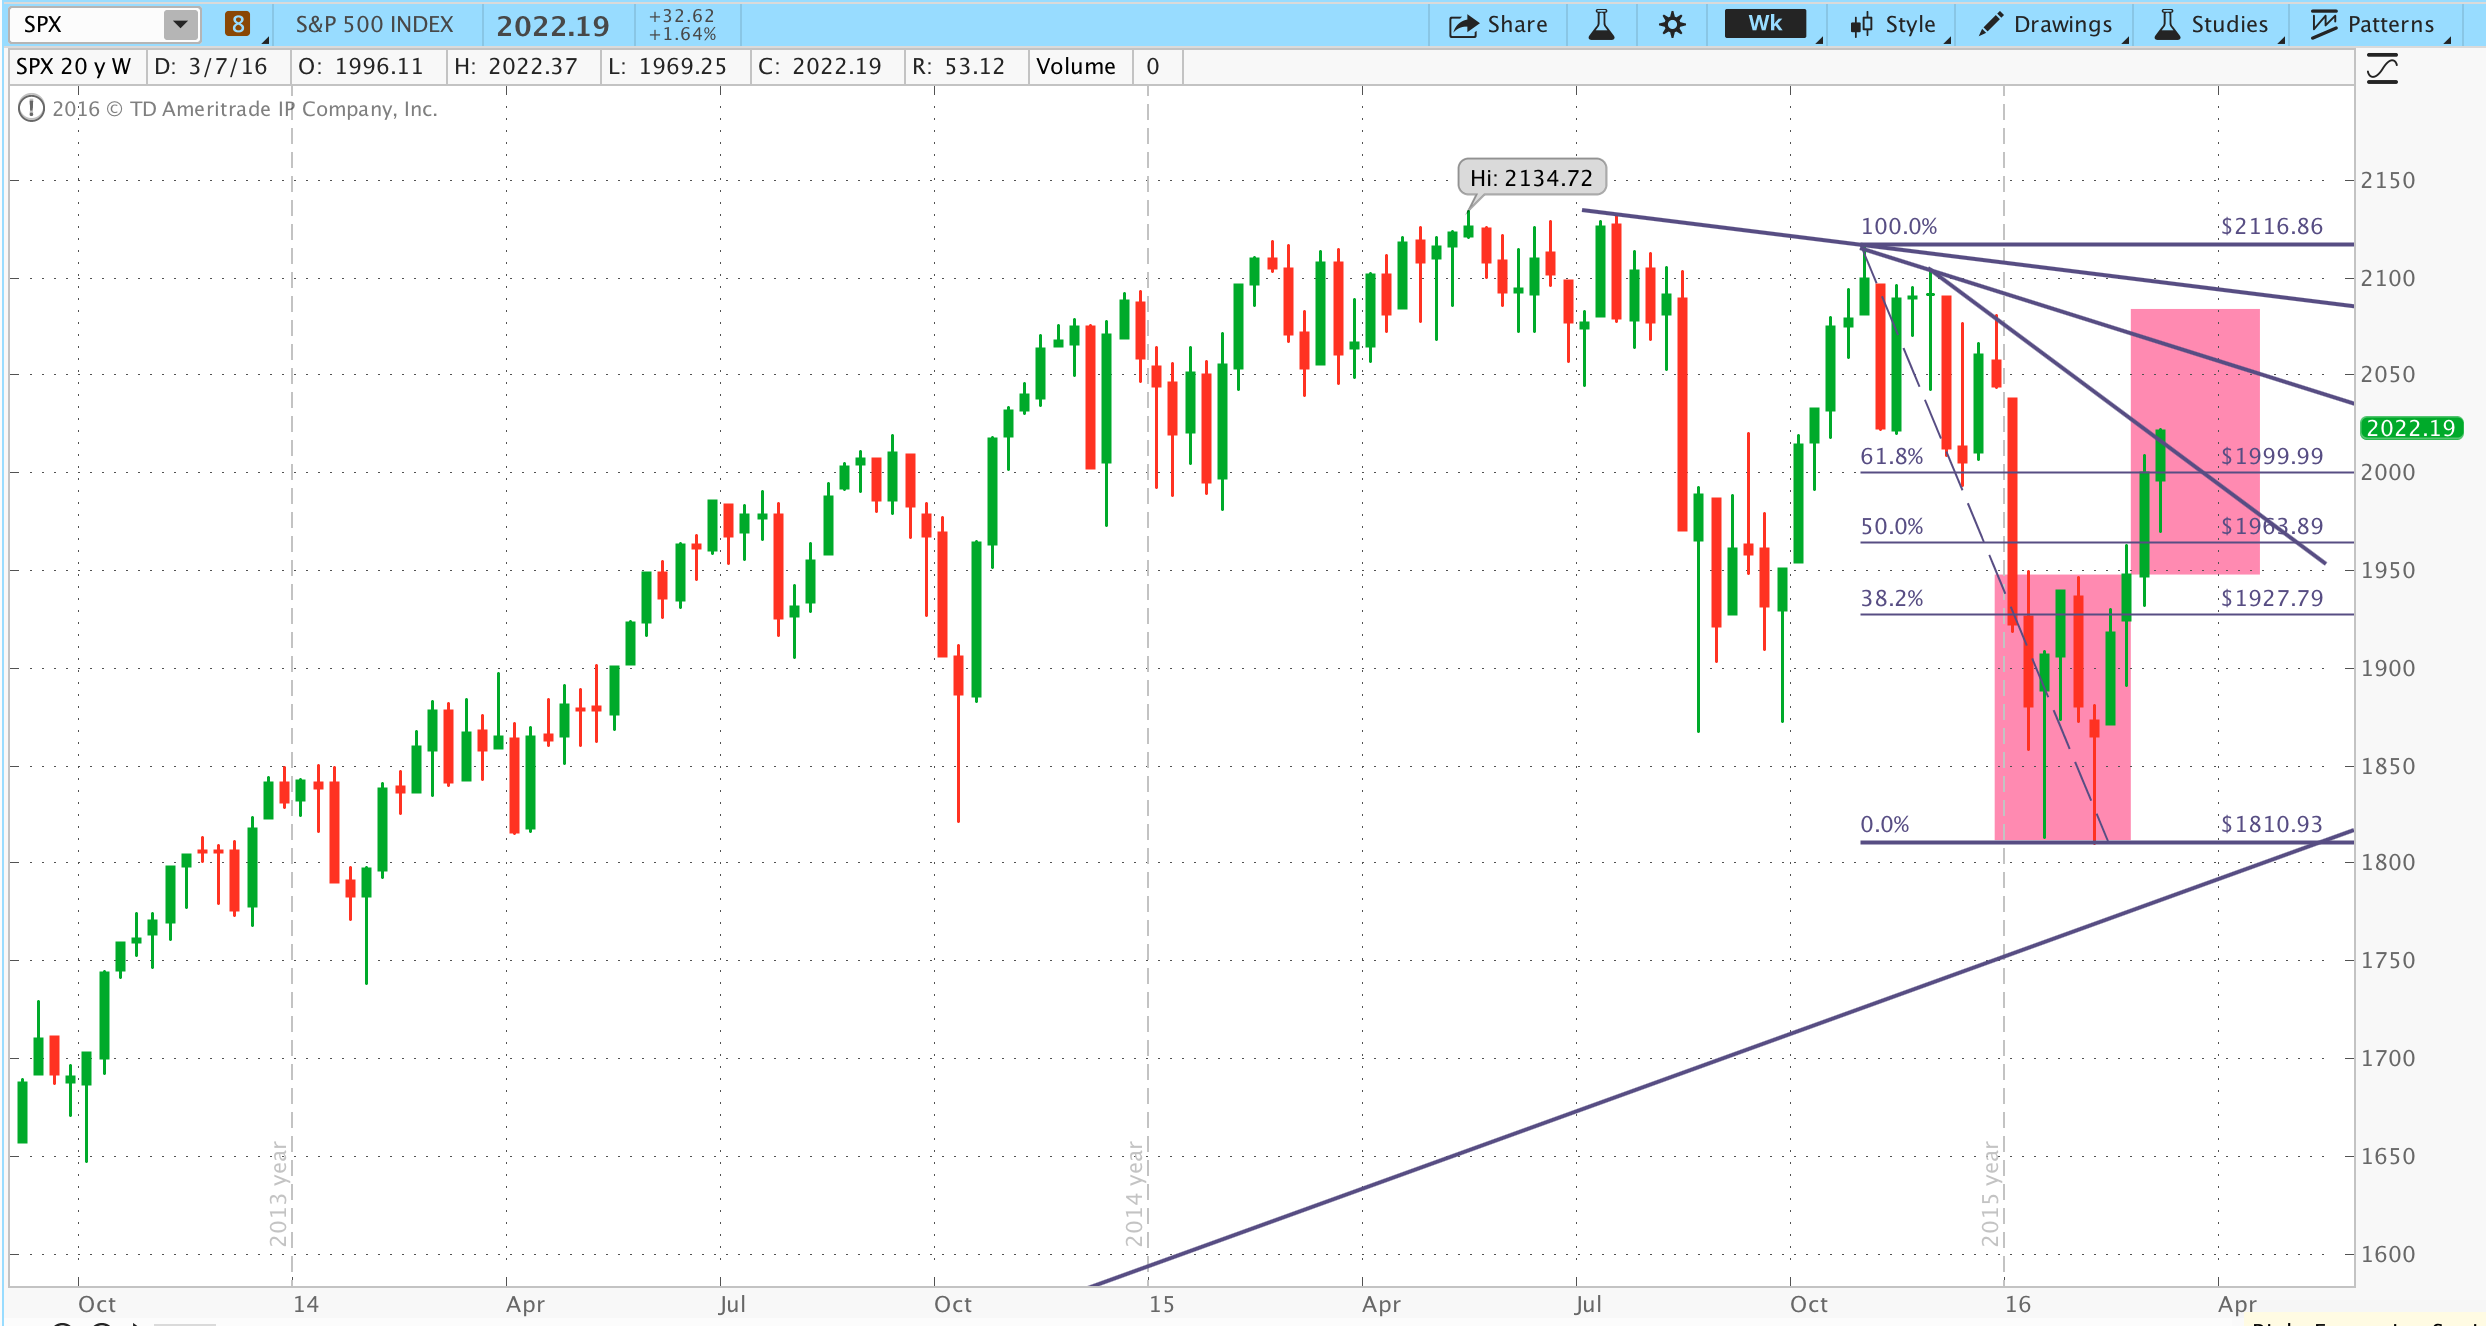 SPX 8 S&P 500 INDEX 2022.19 +32.62 +1.64% Share Wk Style Drawings Studies Patterns
SPX 20 y W D: 3/7/16 O: 1996.11 H: 2022.37 L: 1969.25 C: 2022.19 R: 53.12 Volume 0
2016 © TD Ameritrade IP Company, Inc.
Hi: 2134.72
2150
100.0% $2116.86
2100
2050
2022.19
61.8% $1999.99
2000
50.0% $1963.89
1950
38.2% $1927.79
1900
1850
0.0% $1810.93
1800
1750
1700
1650
2013 year
2014 year
2015 year
1600
Oct 14 Apr Jul Oct 15 Apr Jul Oct 16 Apr